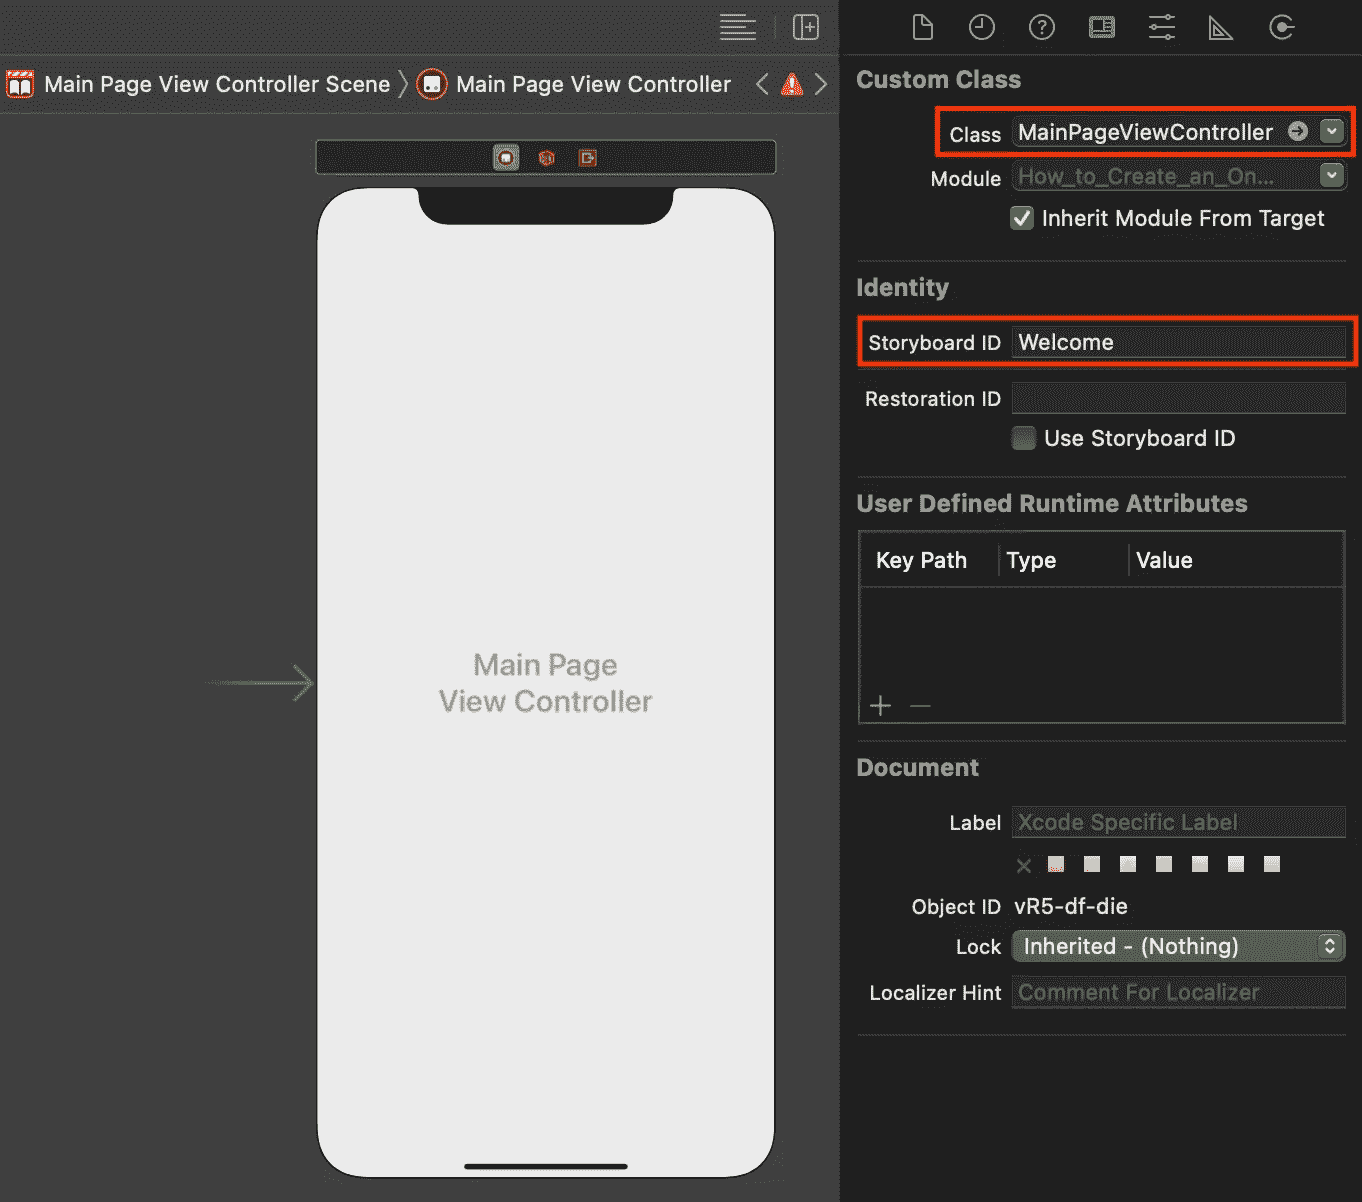 Main Page View Controller Scene
Main Page View Controller
Main Page
View Controller
Custom Class
Class MainPageViewController
Module How_to_Create_an_On...
Inherit Module From Target
Identity
Storyboard ID Welcome
Restoration ID
Use Storyboard ID
User Defined Runtime Attributes
Key Path Type Value
Document
Label Xcode Specific Label
Object ID vR5-df-die
Lock Inherited - (Nothing)
Localizer Hint Comment For Localizer